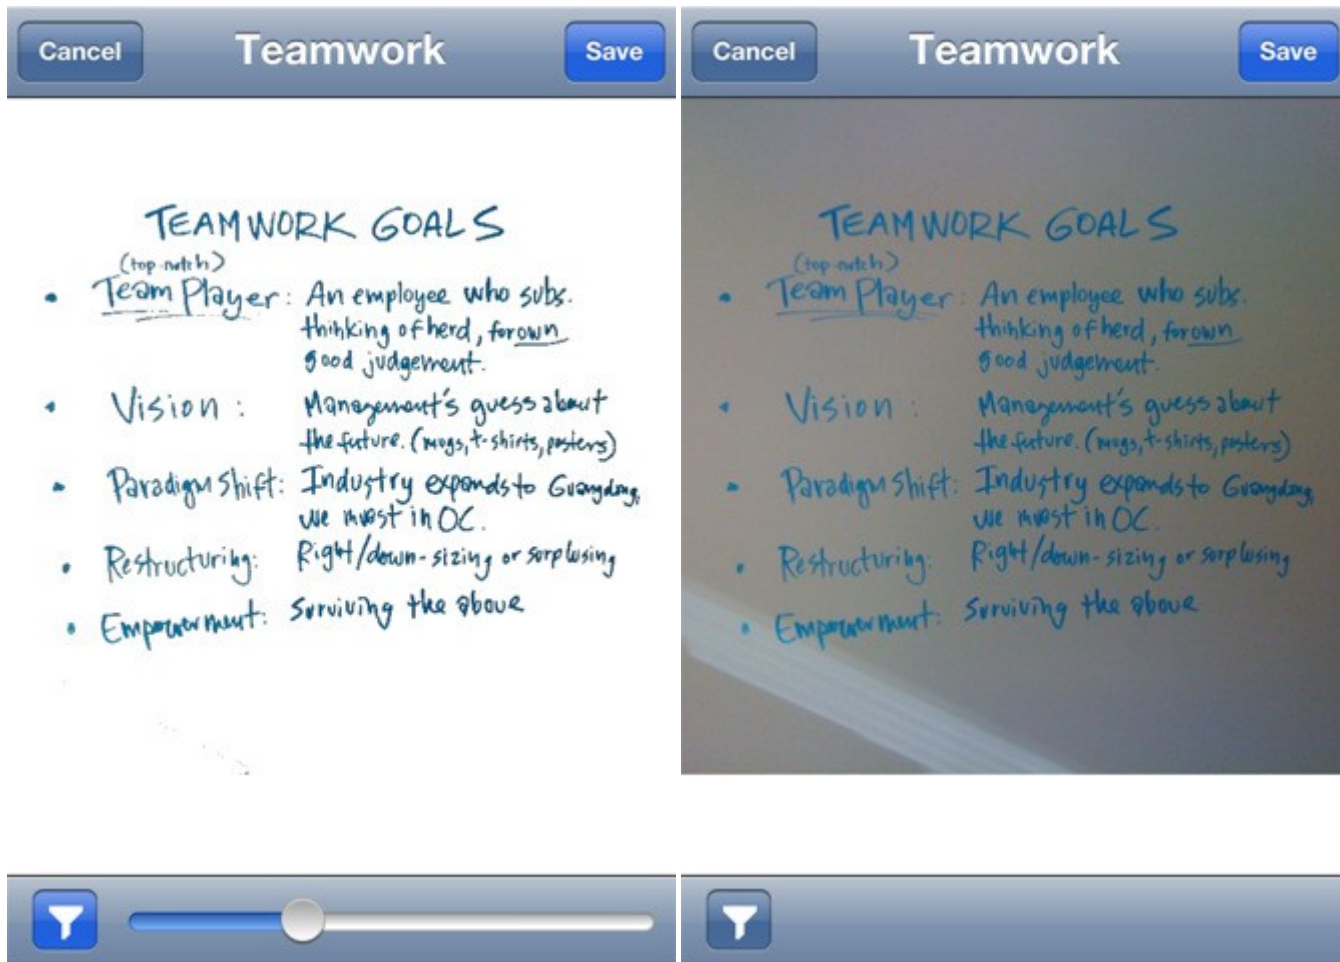 Cancel Teamwork Save
TEAMWORK GOALS
(top-notch)
• Team Player: An employee who subs.
thinking of herd, for own
good judgement.
• Vision: Management's guess about
the future. (mugs, t-shirts, posters)
• Paradigm Shift: Industry expands to Guangdong,
we invest in OC.
• Restructuring: Right/down-sizing or surplusing
• Empowerment: Surviving the above
Cancel Teamwork Save
TEAMWORK GOALS
(top-notch)
• Team Player: An employee who subs.
thinking of herd, for own
good judgement.
• Vision: Management's guess about
the future. (mugs, t-shirts, posters)
• Paradigm Shift: Industry expands to Guangdong,
we invest in OC.
• Restructuring: Right/down-sizing or surplusing
• Empowerment: Surviving the above